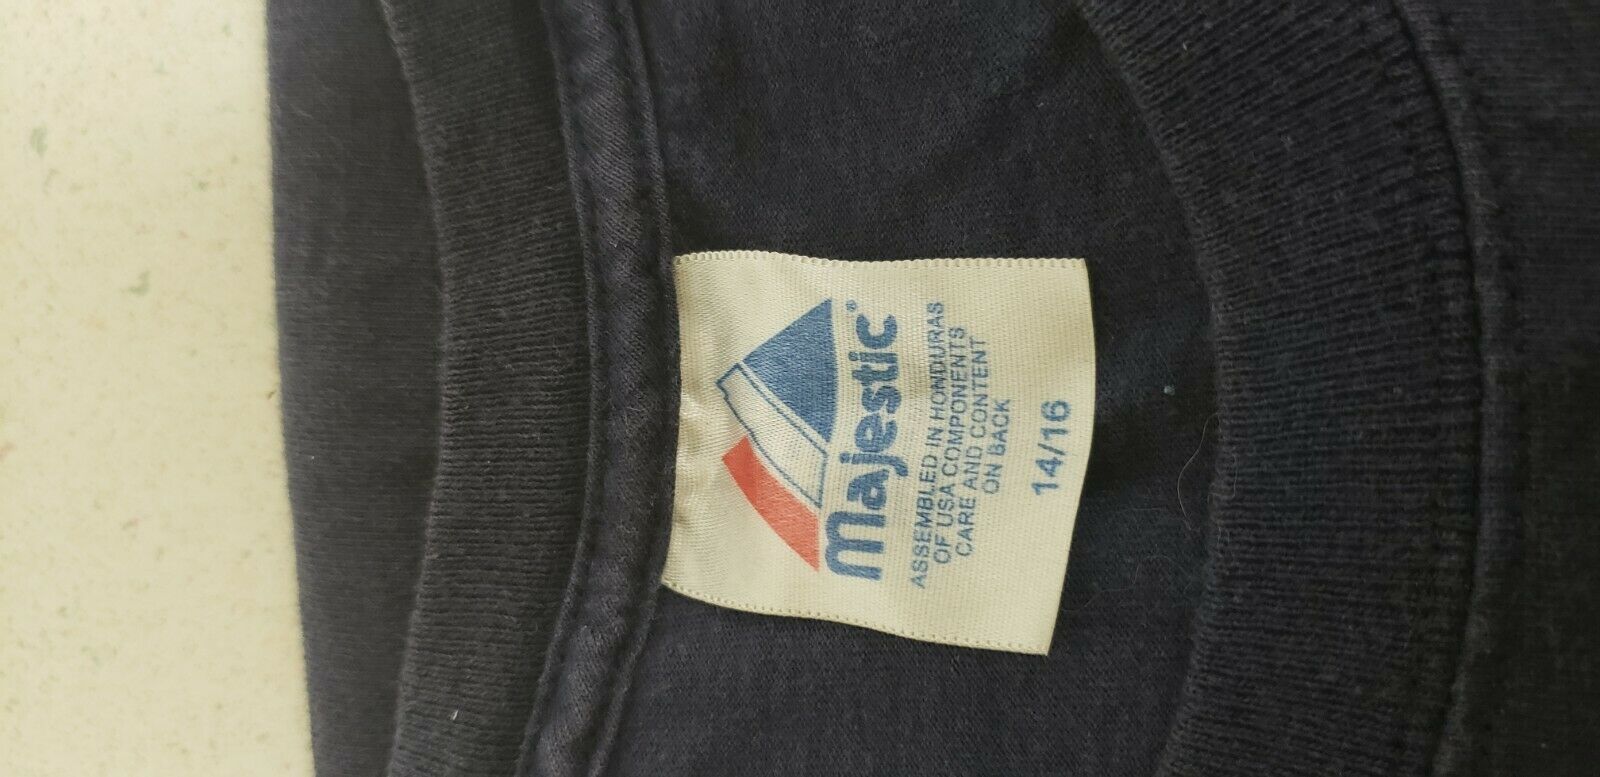 Majestic®
ASSEMBLED IN HONDURAS
OF USA COMPONENTS
CARE AND CONTENT
ON BACK
14/16